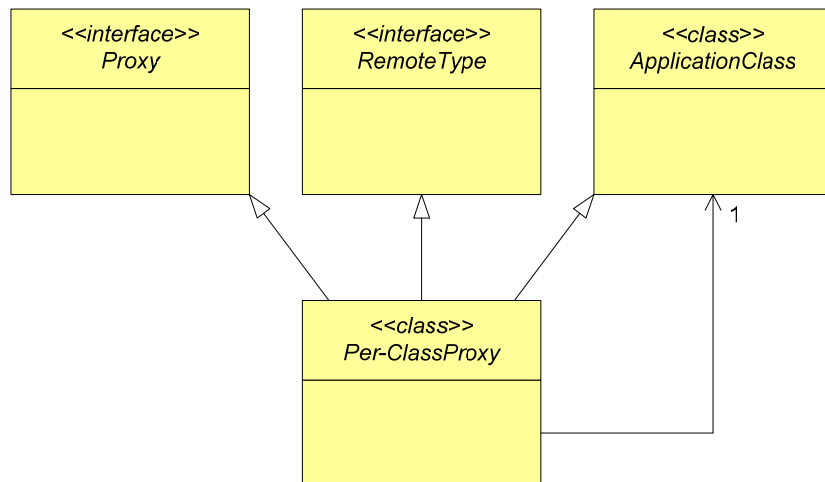 <<interface>>
Proxy
<<interface>>
RemoteType
<<class>>
ApplicationClass
1
<<class>>
Per-ClassProxy